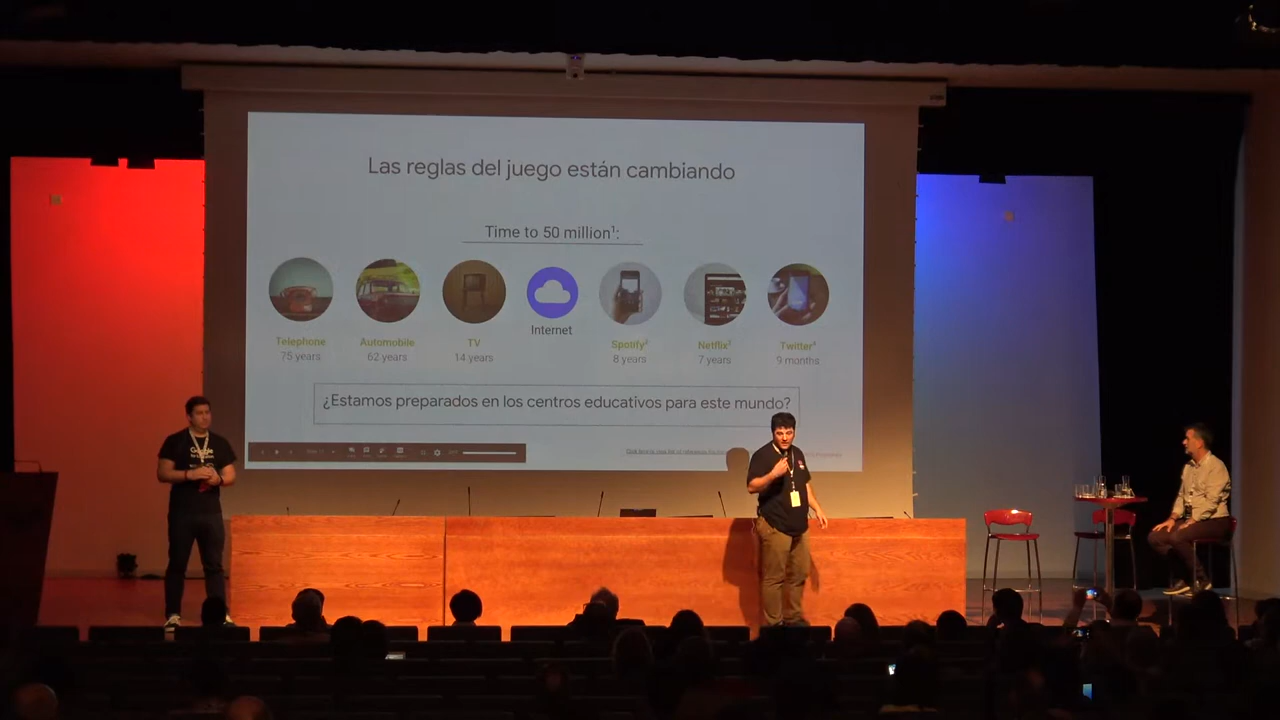 Las reglas del juego están cambiando
Time to 50 million¹:
Internet
Telephone
75 years
Automobile
62 years
TV
14 years
Spotify²
8 years
Netflix³
7 years
Twitter⁴
9 months
¿Estamos preparados en los centros educativos para este mundo?
Google